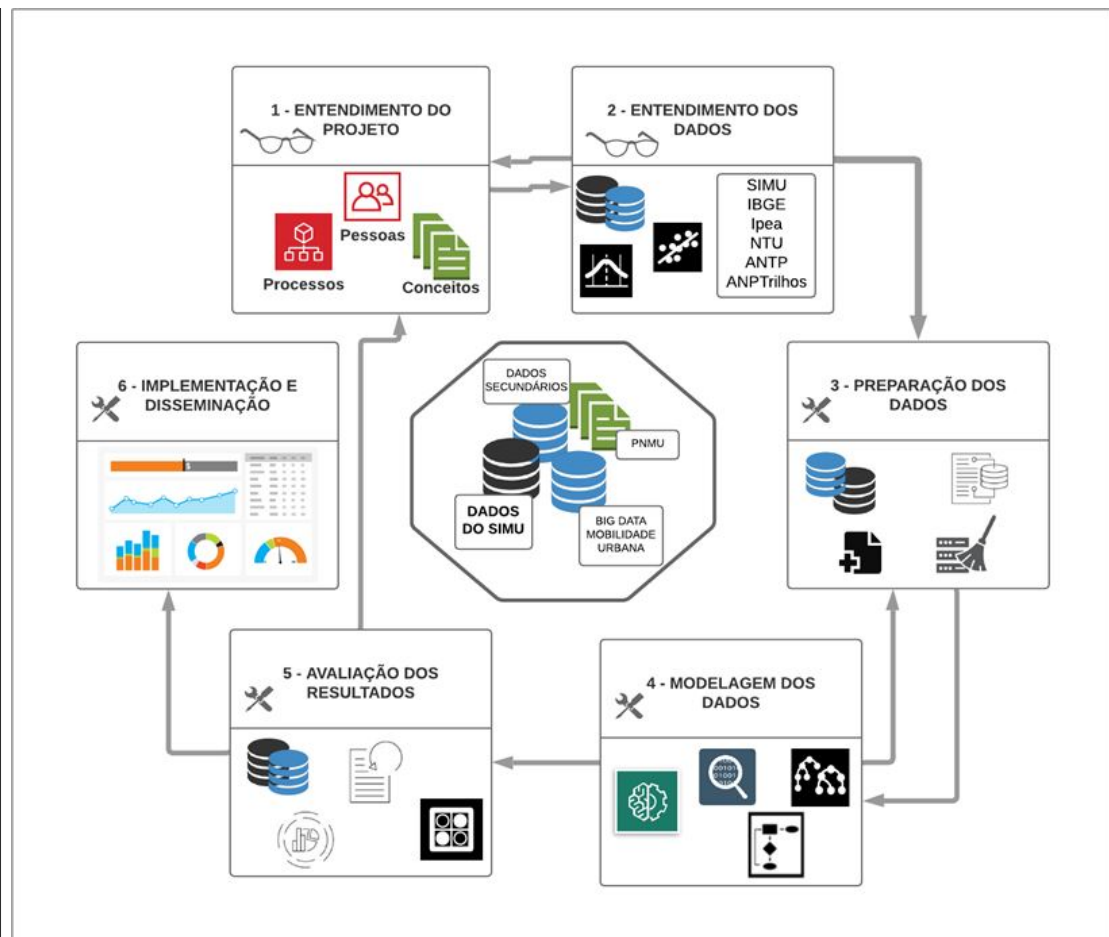 1 - ENTENDIMENTO DO
PROJETO
Pessoas
Processos
Conceitos
2 - ENTENDIMENTO DOS
DADOS
SIMU
IBGE
Ipea
NTU
ANTP
ANPTrilhos
3 - PREPARAÇÃO DOS
DADOS
4 - MODELAGEM DOS
DADOS
5 - AVALIAÇÃO DOS
RESULTADOS
6 - IMPLEMENTAÇÃO E
DISSEMINAÇÃO
DADOS
SECUNDÁRIOS
PNMU
DADOS
DO SIMU
BIG DATA
MOBILIDADE
URBANA